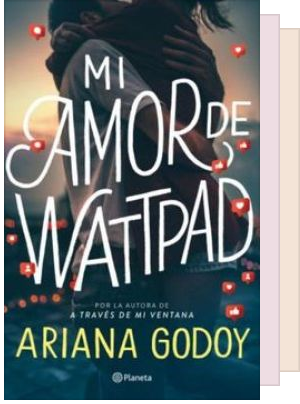 MI
AMOR DE
WATTPAD
POR LA AUTORA DE
A TRAVÉS DE MI VENTANA
ARIANA GODOY
Planeta